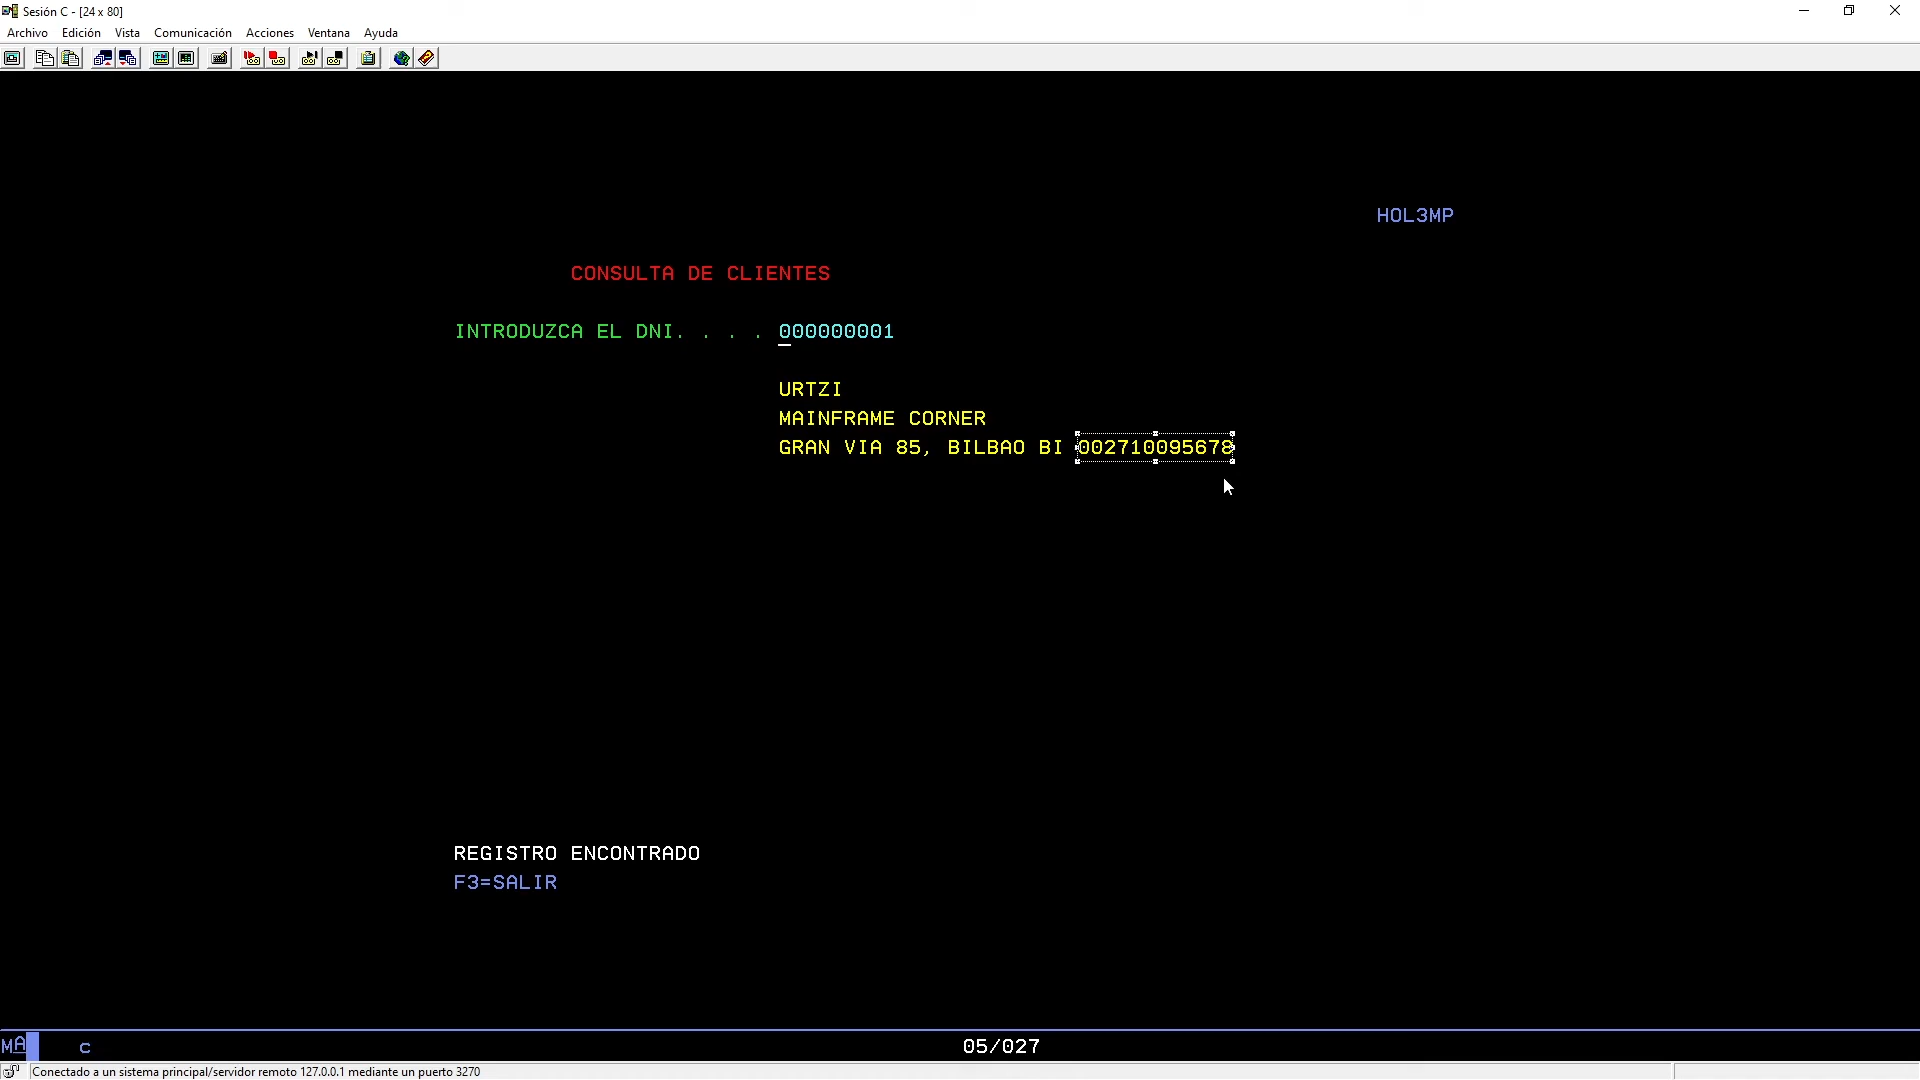 Sesión C - [24 x 80]
Archivo Edición Vista Comunicación Acciones Ventana Ayuda
HOL3MP
CONSULTA DE CLIENTES
INTRODUZCA EL DNI. . . . 000000001
URTZI
MAINFRAME CORNER
GRAN VIA 85, BILBAO BI 002710095678
REGISTRO ENCONTRADO
F3=SALIR
MA c 05/027
Conectado a un sistema principal/servidor remoto 127.0.0.1 mediante un puerto 3270